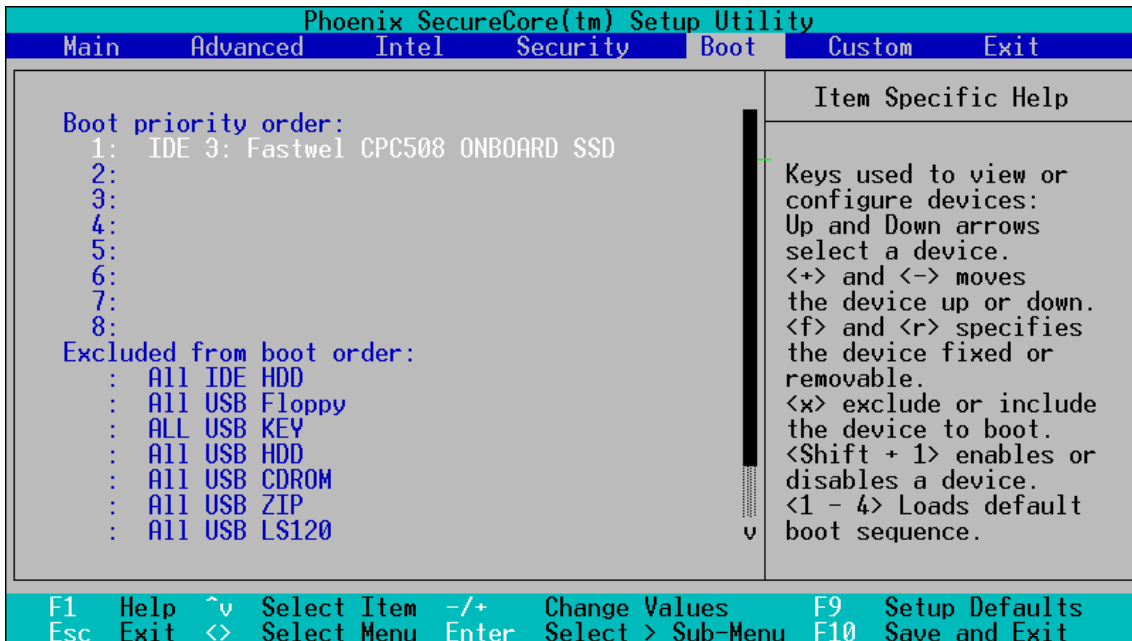 Phoenix SecureCore(tm) Setup Utility
Main Advanced Intel Security Boot Custom Exit
Boot priority order:
1: IDE 3: Fastwel CPC508 ONBOARD SSD
2:
3:
4:
5:
6:
7:
8:
Excluded from boot order:
: All IDE HDD
: All USB Floppy
: ALL USB KEY
: All USB HDD
: All USB CDROM
: All USB ZIP
: All USB LS120
v
Item Specific Help
Keys used to view or
configure devices:
Up and Down arrows
select a device.
<+> and <-> moves
the device up or down.
<f> and <r> specifies
the device fixed or
removable.
<x> exclude or include
the device to boot.
<Shift + 1> enables or
disables a device.
<1 - 4> Loads default
boot sequence.
F1 Help ^v Select Item -/+ Change Values F9 Setup Defaults
Esc Exit <> Select Menu Enter Select > Sub-Menu F10 Save and Exit